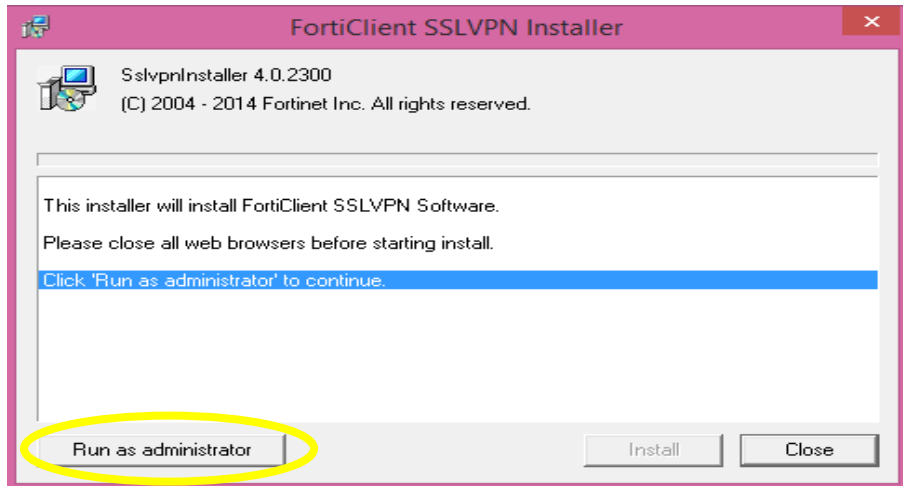 FortiClient SSLVPN Installer
SslvpnInstaller 4.0.2300
(C) 2004 - 2014 Fortinet Inc. All rights reserved.
This installer will install FortiClient SSLVPN Software.
Please close all web browsers before starting install.
Click 'Run as administrator' to continue.
Run as administrator
Install
Close